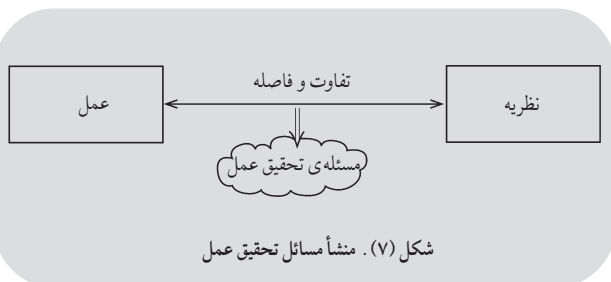 تفاوت و فاصله
نظریه
عمل
مسئله‌ی تحقیق عمل
شکل (۷). منشأ مسائل تحقیق عمل